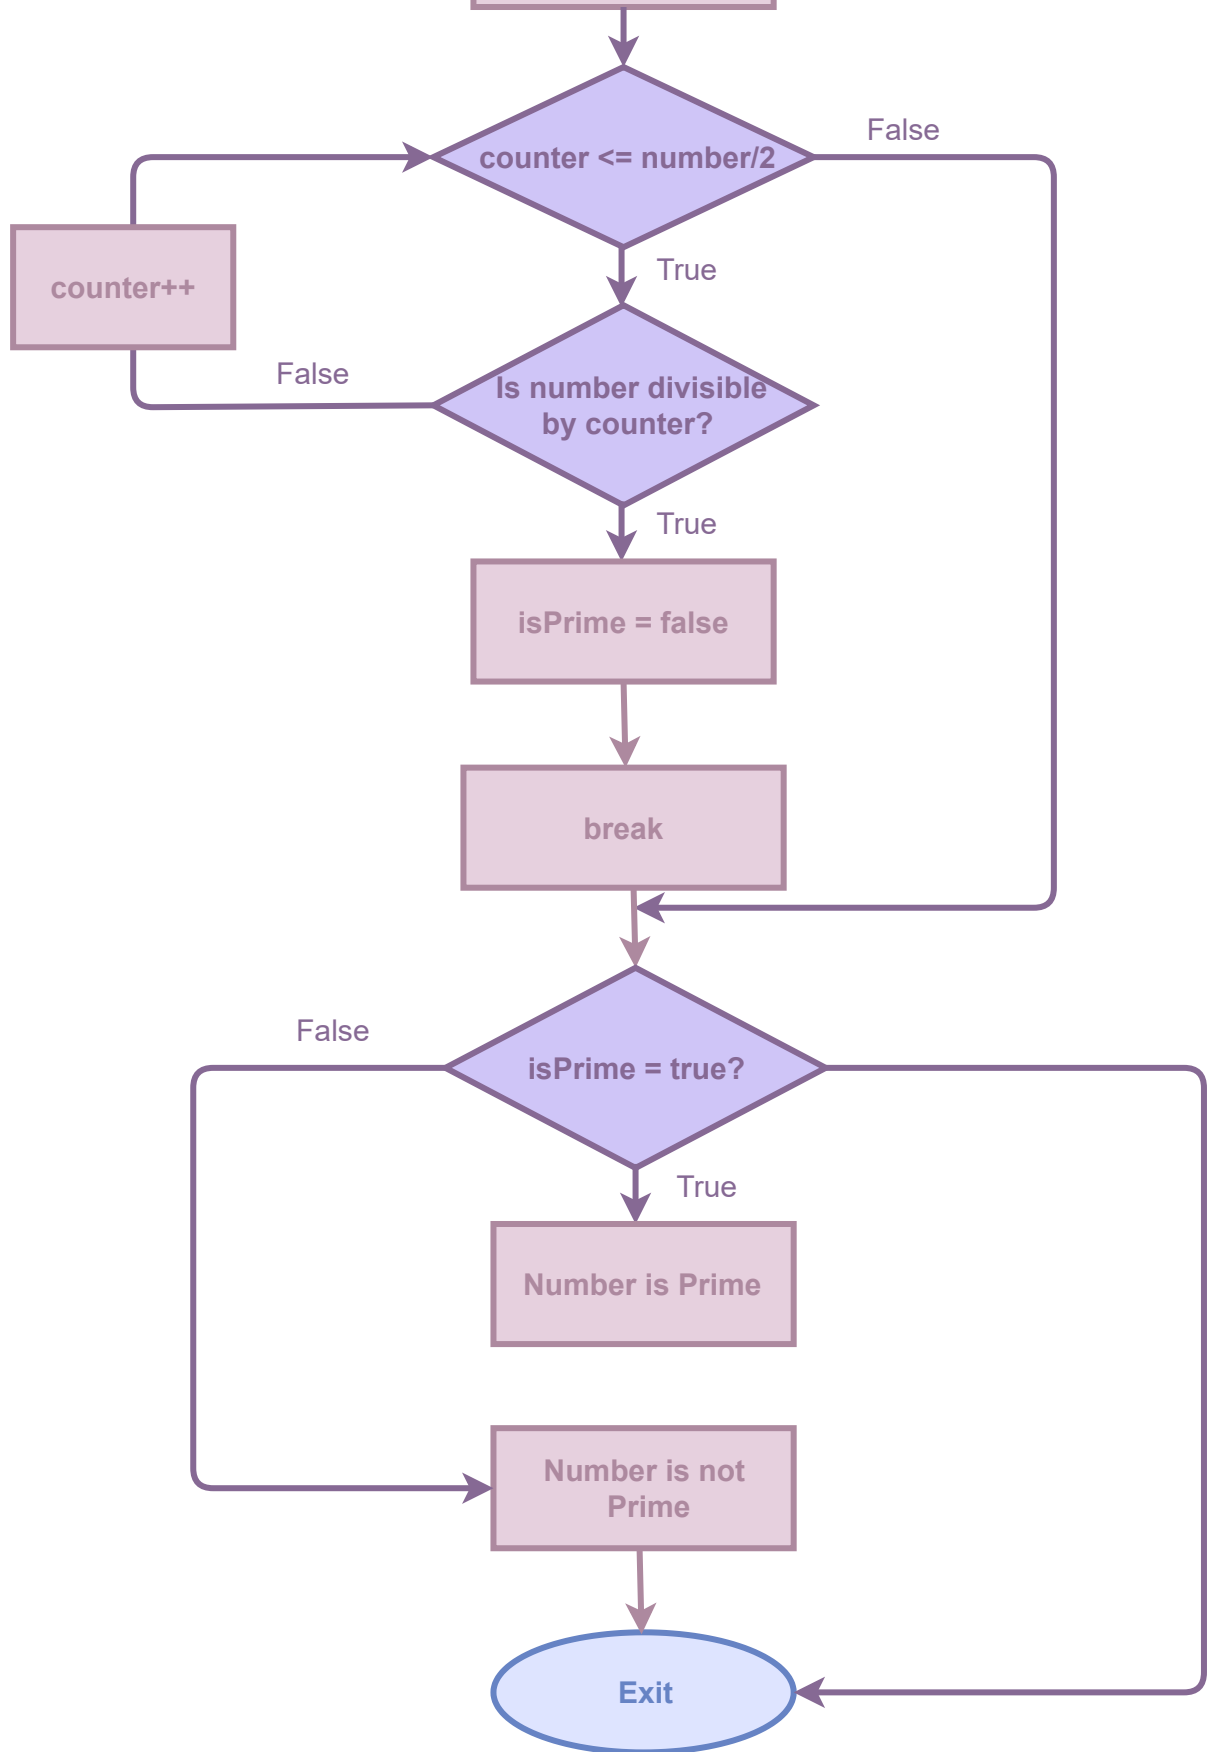 False
counter <= number/2
True
counter++
False
Is number divisible
by counter?
True
isPrime = false
break
False
isPrime = true?
True
Number is Prime
Number is not
Prime
Exit